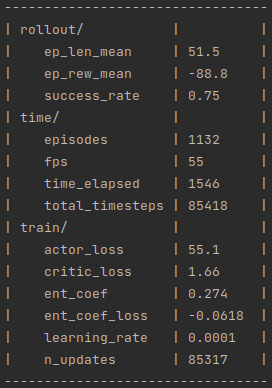 ----------------------------------
| rollout/           |          |
|    ep_len_mean     | 51.5     |
|    ep_rew_mean     | -88.8    |
|    success_rate    | 0.75     |
| time/              |          |
|    episodes        | 1132     |
|    fps             | 55       |
|    time_elapsed    | 1546     |
|    total_timesteps | 85418    |
| train/             |          |
|    actor_loss      | 55.1     |
|    critic_loss     | 1.66     |
|    ent_coef        | 0.274    |
|    ent_coef_loss   | -0.0618  |
|    learning_rate   | 0.0001   |
|    n_updates       | 85317    |
----------------------------------